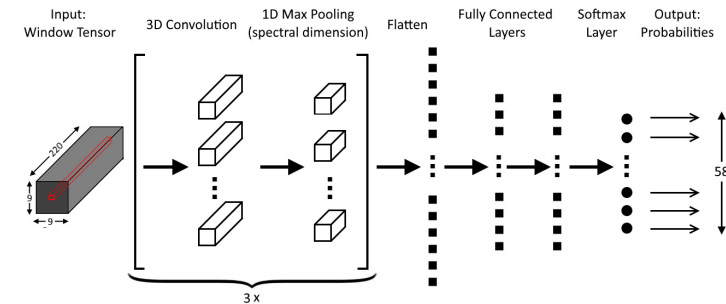 Input:
Window Tensor
3D Convolution
1D Max Pooling
(spectral dimension)
Flatten
Fully Connected
Layers
Softmax
Layer
Output:
Probabilities
220
9
9
58
3 x